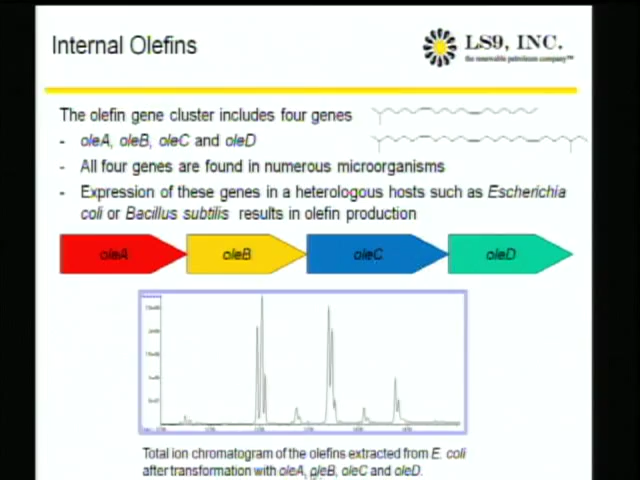 Internal Olefins
LS9, INC.
the renewable petroleum company™
The olefin gene cluster includes four genes
- oleA, oleB, oleC and oleD
- All four genes are found in numerous microorganisms
- Expression of these genes in a heterologous hosts such as Escherichia
coli or Bacillus subtilis results in olefin production
oleA oleB oleC oleD
Total ion chromatogram of the olefins extracted from E. coli
after transformation with oleA, oleB, oleC and oleD.